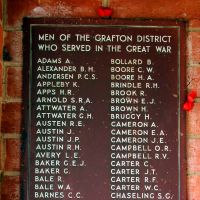 MEN OF THE GRAFTON DISTRICT
WHO SERVED IN THE GREAT WAR
ADAMS A.
ALEXANDER B.H.
ANDERSEN P.C.S.
APPLEBY K.
APPS H.R.
ARNOLD S.R.A.
ATTWATER A.
ATTWATER G.H.
AUSTEN R.E.
AUSTIN J.
AUSTIN J.P.
AUSTIN R.H.
AVERY L.E.
BAKER G.E.J.
BAKER G.
BALE R.
BALE W.A.
BARNES C.C.
BOLLARD B.
BOORE C.W.
BOORE H.A.
BRINDLE R.H.
BROOK R.
BROWN E.J.
BROWN H.
BRUGGY H.
CAMERON A.
CAMERON E.A.
CAMERON J.E.
CAMPBELL O.R.
CAMPBELL R.V.
CARTER C.
CARTER J.T.
CARTER R.F.
CARTER W.C.
CHASELING S.G.